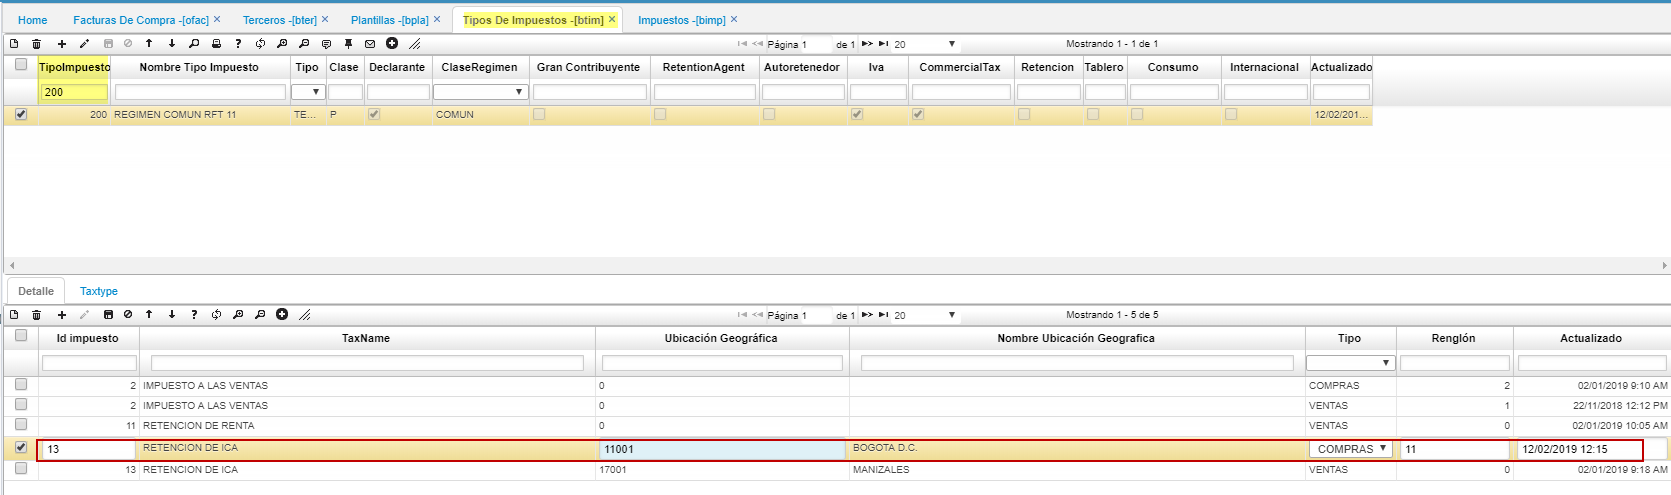 Home Facturas De Compra -[ofac] Terceros -[bter] Plantillas -[bpla] Tipos De Impuestos -[btim] Impuestos -[bimp]
Página 1 de 1 20 Mostrando 1 - 1 de 1
TipoImpuesto Nombre Tipo Impuesto Tipo Clase Declarante ClaseRegimen Gran Contribuyente RetentionAgent Autoretenedor Iva CommercialTax Retencion Tablero Consumo Internacional Actualizado
200
200 REGIMEN COMUN RFT 11 TE... P COMUN 12/02/201...
Detalle Taxtype
Página 1 de 1 20 Mostrando 1 - 5 de 5
Id impuesto TaxName Ubicación Geográfica Nombre Ubicación Geografica Tipo Renglón Actualizado
2 IMPUESTO A LAS VENTAS 0 COMPRAS 2 02/01/2019 9:10 AM
2 IMPUESTO A LAS VENTAS 0 VENTAS 1 22/11/2018 12:12 PM
11 RETENCION DE RENTA 0 VENTAS 0 02/01/2019 10:05 AM
13 RETENCION DE ICA 11001 BOGOTA D.C. COMPRAS 11 12/02/2019 12:15
13 RETENCION DE ICA 17001 MANIZALES VENTAS 0 02/01/2019 9:18 AM